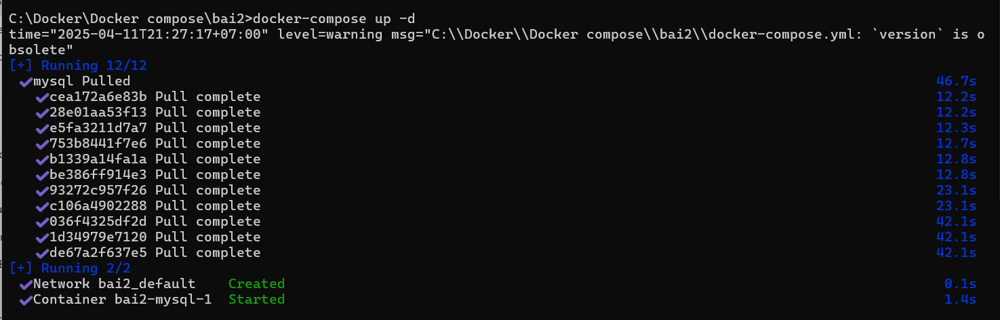 C:\Docker\Docker compose\bai2>docker-compose up -d
time="2025-04-11T21:27:17+07:00" level=warning msg="C:\\Docker\\Docker compose\\bai2\\docker-compose.yml: `version` is o
bsolete"
[+] Running 12/12
✔mysql Pulled 46.7s
✔cea172a6e83b Pull complete 12.2s
✔28e01aa53f13 Pull complete 12.2s
✔e5fa3211d7a7 Pull complete 12.3s
✔753b8441f7e6 Pull complete 12.7s
✔b1339a14fa1a Pull complete 12.8s
✔be386ff914e3 Pull complete 12.8s
✔93272c957f26 Pull complete 23.1s
✔c106a4902288 Pull complete 23.1s
✔036f4325df2d Pull complete 42.1s
✔1d34979e7120 Pull complete 42.1s
✔de67a2f637e5 Pull complete 42.1s
[+] Running 2/2
✔Network bai2_default Created 0.1s
✔Container bai2-mysql-1 Started 1.4s